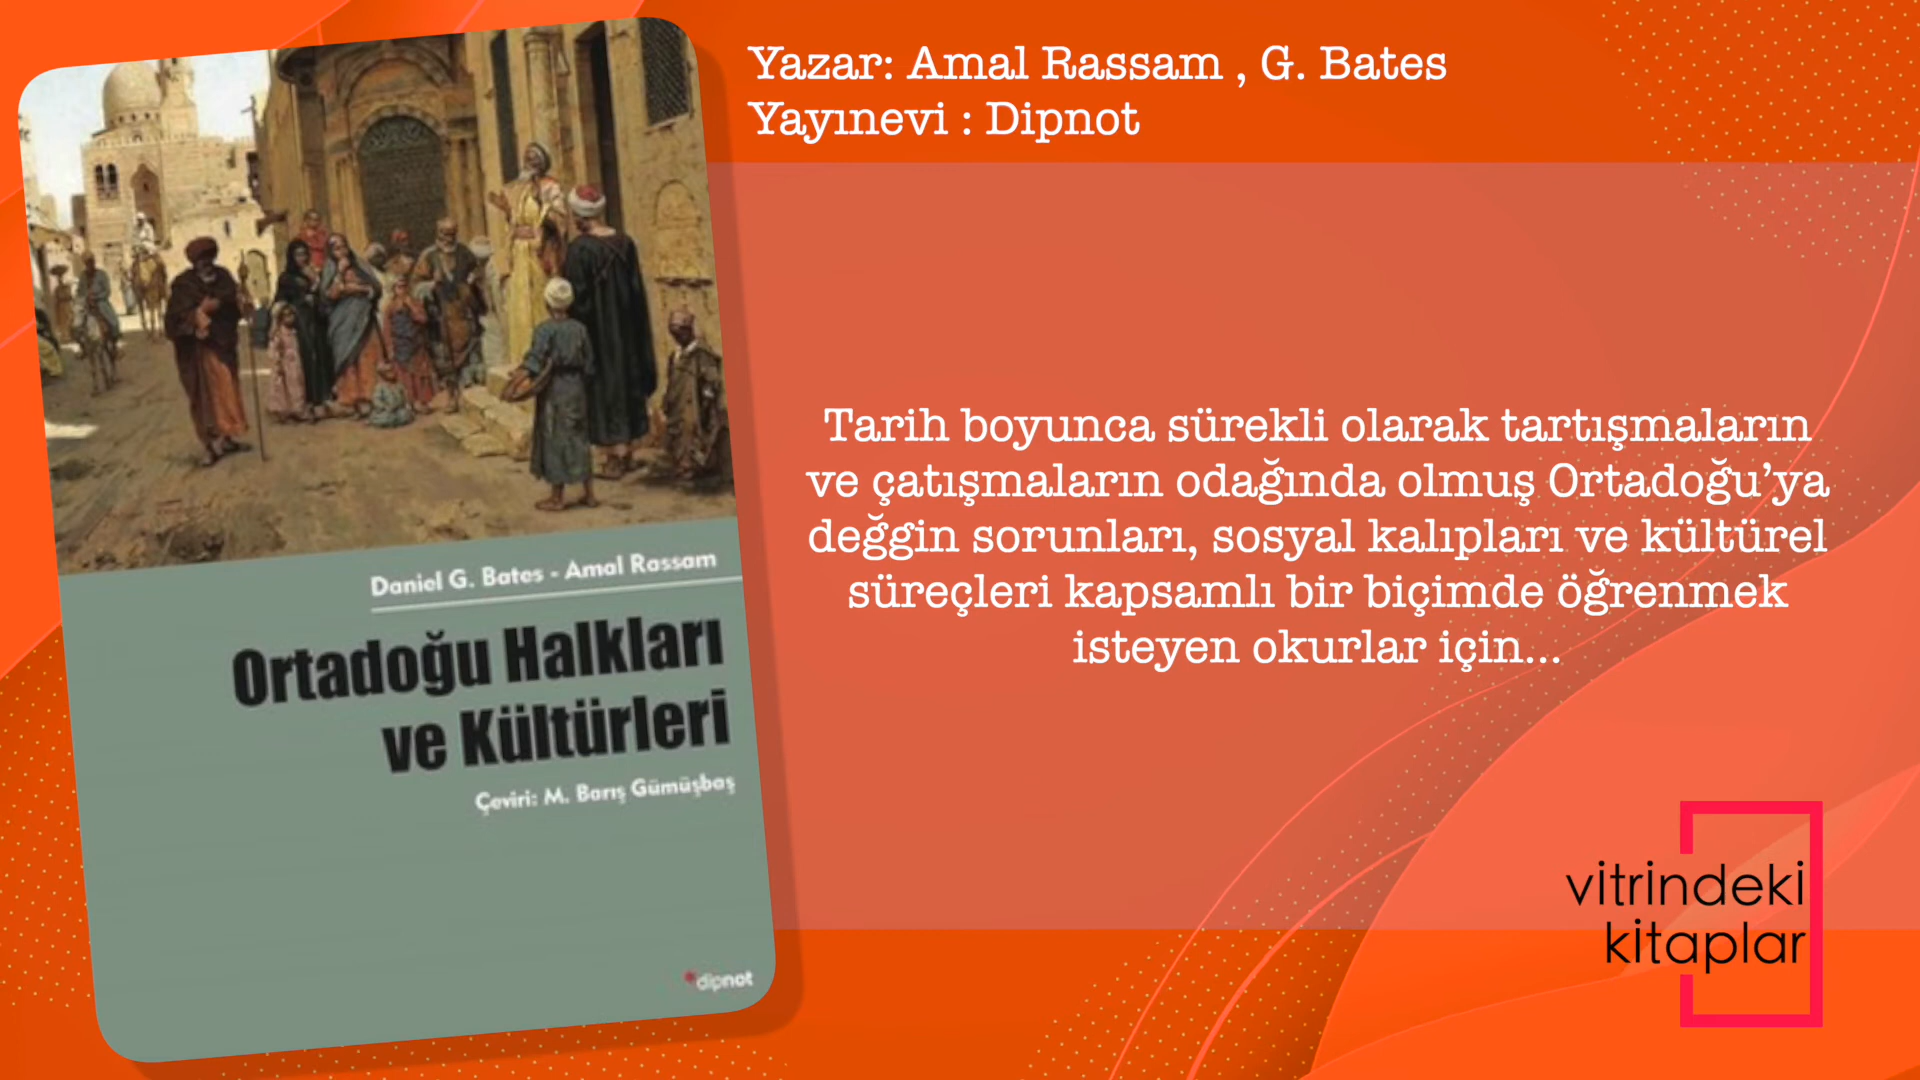 Yazar: Amal Rassam , G. Bates
Yayınevi : Dipnot
Tarih boyunca sürekli olarak tartışmaların
ve çatışmaların odağında olmuş Ortadoğu’ya
değgin sorunları, sosyal kalıpları ve kültürel
süreçleri kapsamlı bir biçimde öğrenmek
isteyen okurlar için...
Daniel G. Bates - Amal Rassam
Ortadoğu Halkları
ve Kültürleri
Çeviri: M. Barış Gümüşbaş
dipnot
vitrindeki
kitaplar